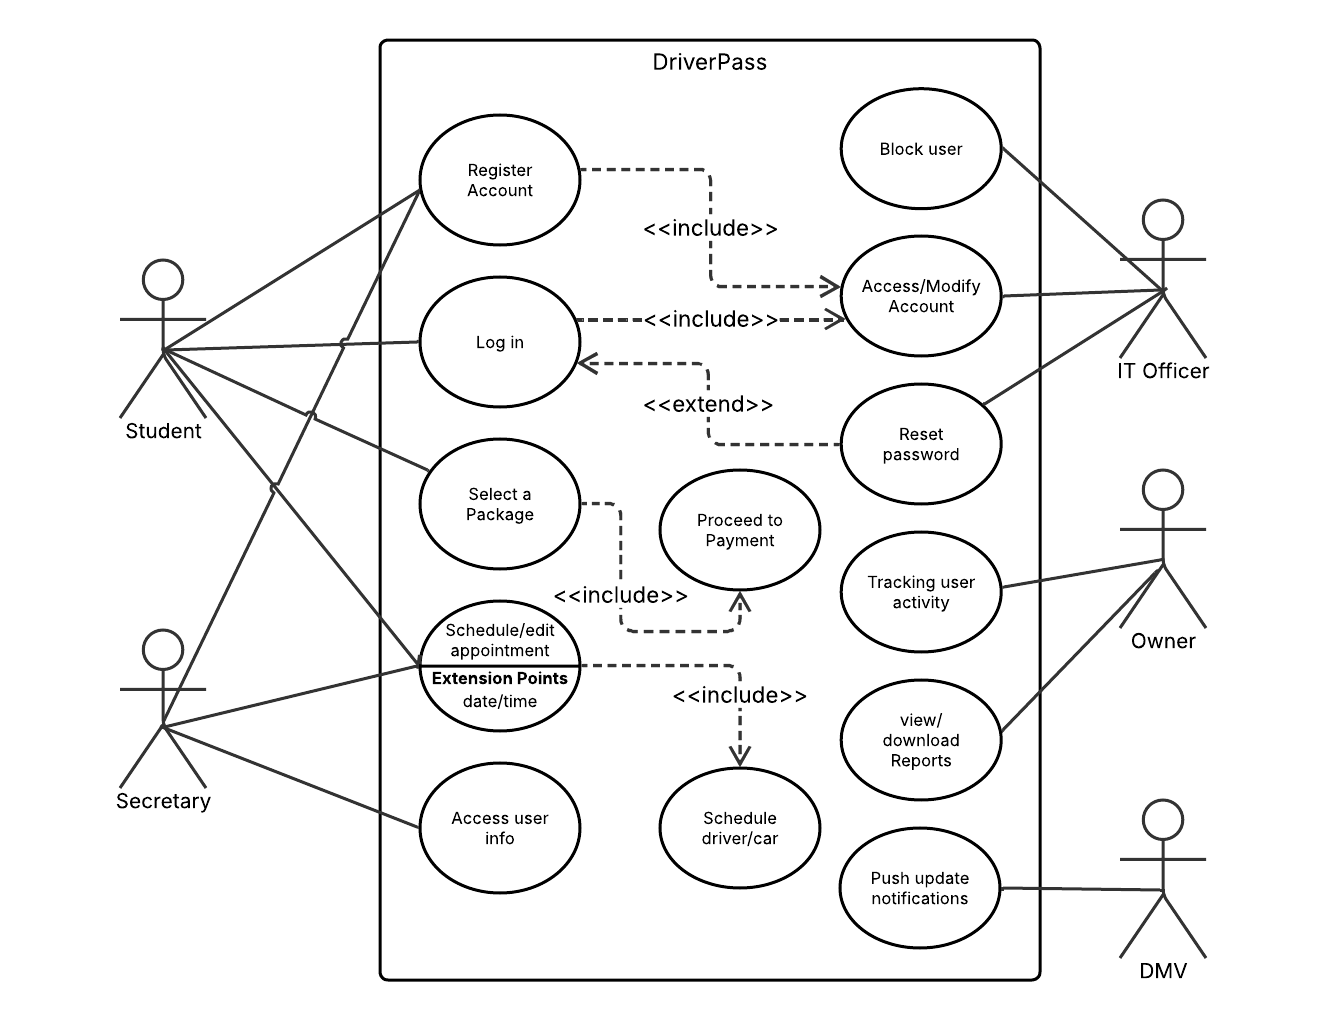 DriverPass
Register
Account
Log in
Select a
Package
Schedule/edit
appointment
Extension Points
date/time
Access user
info
<<include>>
<<include>>
<<extend>>
Proceed to
Payment
<<include>>
<<include>>
Schedule
driver/car
Block user
Access/Modify
Account
Reset
password
Tracking user
activity
view/
download
Reports
Push update
notifications
Student
Secretary
IT Officer
Owner
DMV